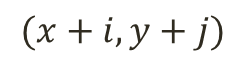 (x + i, y + j)